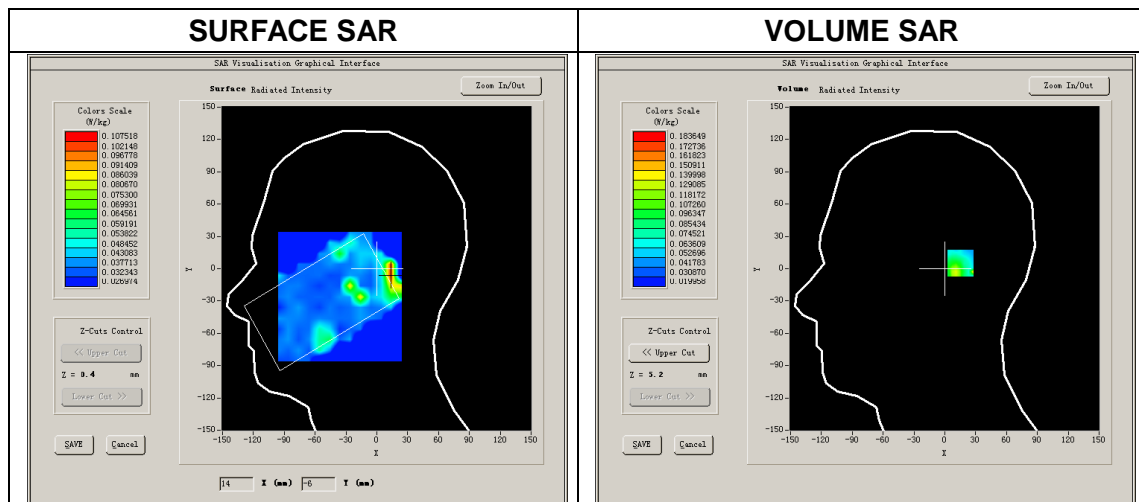 SURFACE SAR
VOLUME SAR
SAR Visualisation Graphical Interface
Surface Radiated Intensity
Zoom In/Out
Colors Scale
(W/kg)
0.107518
0.102148
0.096778
0.091409
0.086039
0.080670
0.075300
0.069931
0.064561
0.059191
0.053822
0.048452
0.043083
0.037713
0.032343
0.026974
150
120
90
60
30
0
-30
-60
-90
-120
-150
Y
-150 -120 -90 -60 -30 0 30 60 90 120 150
X
Z-Cuts Control
<< Upper Cut
Z = 0.4 mm
Lower Cut >>
SAVE Cancel
14 X (mm) -6 Y (mm)
SAR Visualisation Graphical Interface
Volume Radiated Intensity
Zoom In/Out
Colors Scale
(W/kg)
0.183649
0.172736
0.161823
0.150911
0.139998
0.129085
0.118172
0.107260
0.096347
0.085434
0.074521
0.063609
0.052696
0.041783
0.030870
0.019958
150
120
90
60
30
0
-30
-60
-90
-120
-150
Y
-150 -120 -90 -60 -30 0 30 60 90 120 150
X
Z-Cuts Control
<< Upper Cut
Z = 5.2 mm
Lower Cut >>
SAVE Cancel